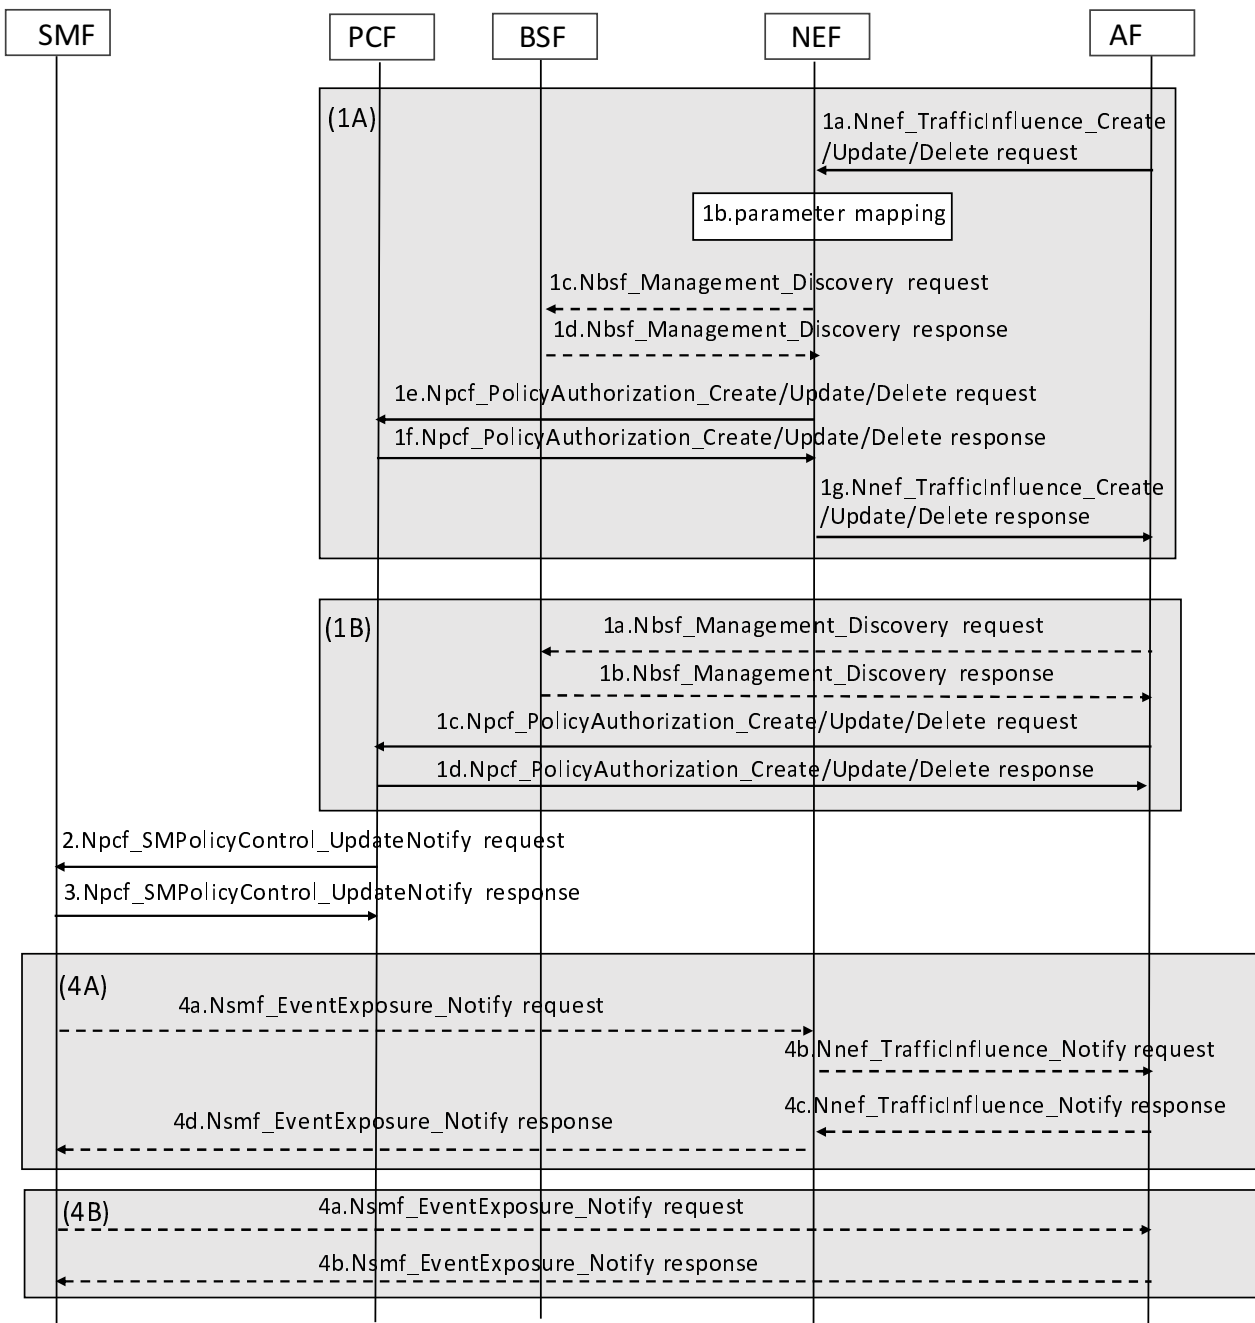 SMF
PCF
BSF
NEF
AF
(1A)
1a.Nnef_TrafficInfluence_Create
/Update/Delete request
1b.parameter mapping
1c.Nbsf_Management_Discovery request
1d.Nbsf_Management_Discovery response
1e.Npcf_PolicyAuthorization_Create/Update/Delete request
1f.Npcf_PolicyAuthorization_Create/Update/Delete response
1g.Nnef_TrafficInfluence_Create
/Update/Delete response
(1B)
1a.Nbsf_Management_Discovery request
1b.Nbsf_Management_Discovery response
1c.Npcf_PolicyAuthorization_Create/Update/Delete request
1d.Npcf_PolicyAuthorization_Create/Update/Delete response
2.Npcf_SMPolicyControl_UpdateNotify request
3.Npcf_SMPolicyControl_UpdateNotify response
(4A)
4a.Nsmf_EventExposure_Notify request
4b.Nnef_TrafficInfluence_Notify request
4c.Nnef_TrafficInfluence_Notify response
4d.Nsmf_EventExposure_Notify response
(4B)
4a.Nsmf_EventExposure_Notify request
4b.Nsmf_EventExposure_Notify response